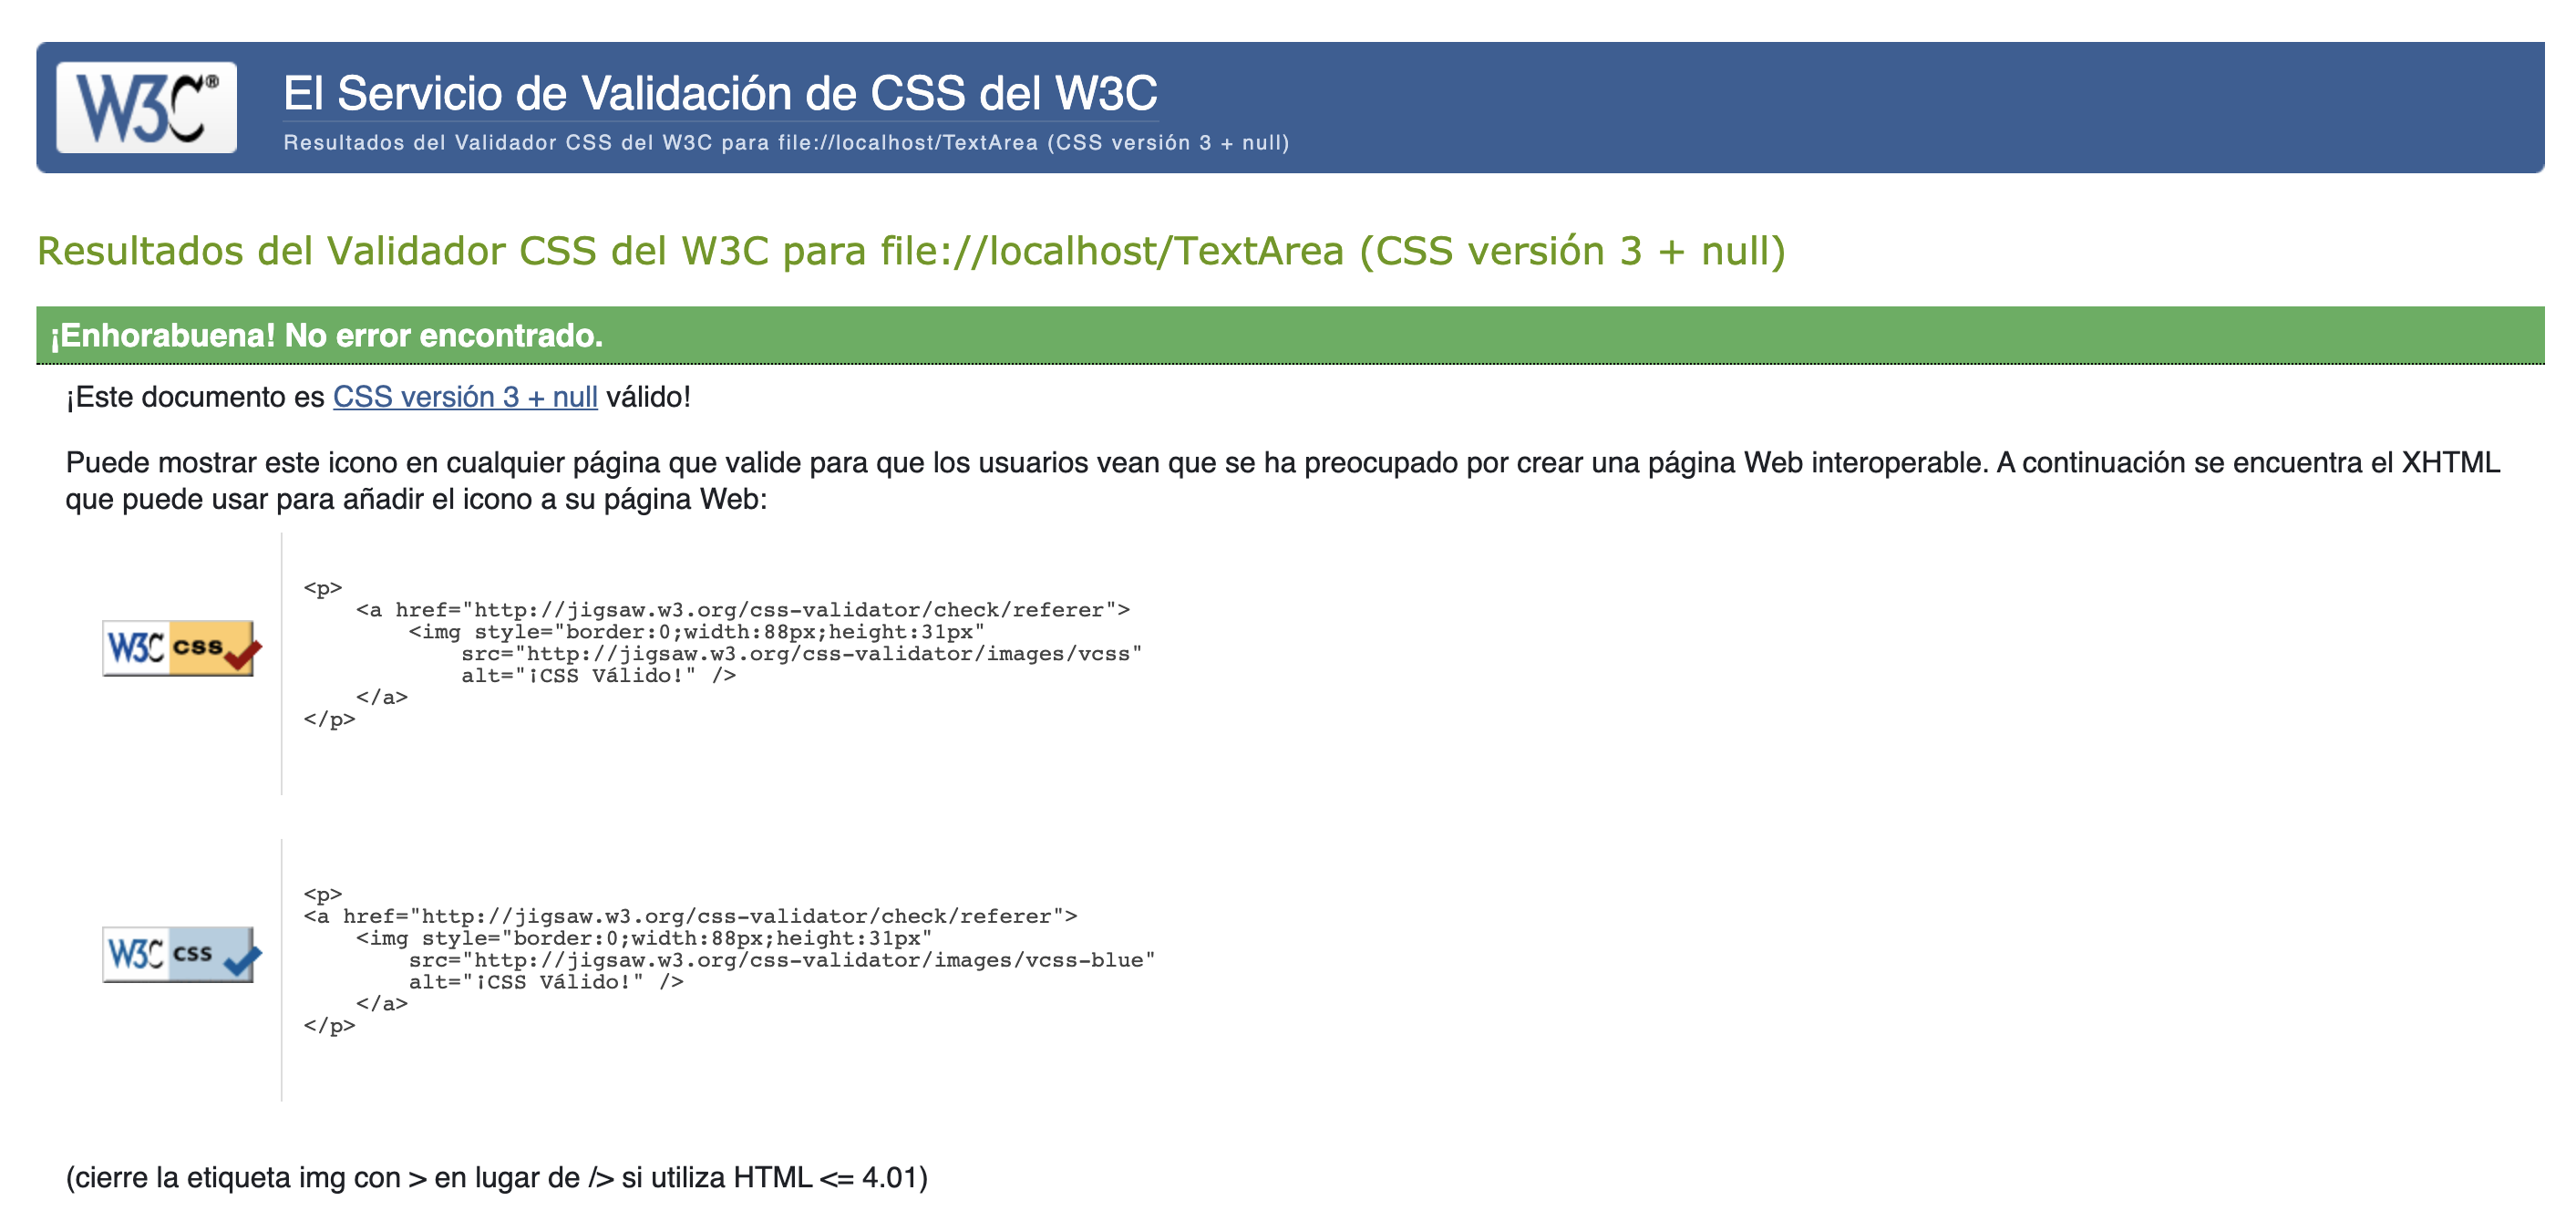 W3C®
El Servicio de Validación de CSS del W3C
Resultados del Validador CSS del W3C para file://localhost/TextArea (CSS versión 3 + null)
Resultados del Validador CSS del W3C para file://localhost/TextArea (CSS versión 3 + null)
¡Enhorabuena! No error encontrado.
¡Este documento es CSS versión 3 + null válido!
Puede mostrar este icono en cualquier página que valide para que los usuarios vean que se ha preocupado por crear una página Web interoperable. A continuación se encuentra el XHTML
que puede usar para añadir el icono a su página Web:
W3C css
<p>
    <a href="http://jigsaw.w3.org/css-validator/check/referer">
        <img style="border:0;width:88px;height:31px"
            src="http://jigsaw.w3.org/css-validator/images/vcss"
            alt="¡CSS Válido!" />
    </a>
</p>
W3C css
<p>
<a href="http://jigsaw.w3.org/css-validator/check/referer">
    <img style="border:0;width:88px;height:31px"
        src="http://jigsaw.w3.org/css-validator/images/vcss-blue"
        alt="¡CSS Válido!" />
    </a>
</p>
(cierre la etiqueta img con > en lugar de /> si utiliza HTML <= 4.01)